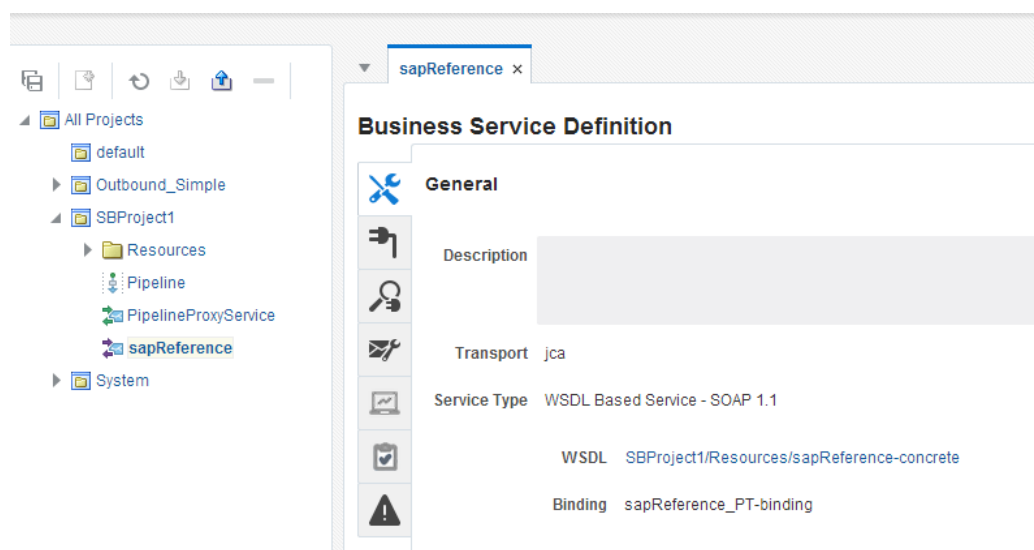 All Projects
default
Outbound_Simple
SBProject1
Resources
Pipeline
PipelineProxyService
sapReference
System
sapReference ×
Business Service Definition
General
Description
Transport jca
Service Type WSDL Based Service - SOAP 1.1
WSDL SBProject1/Resources/sapReference-concrete
Binding sapReference_PT-binding